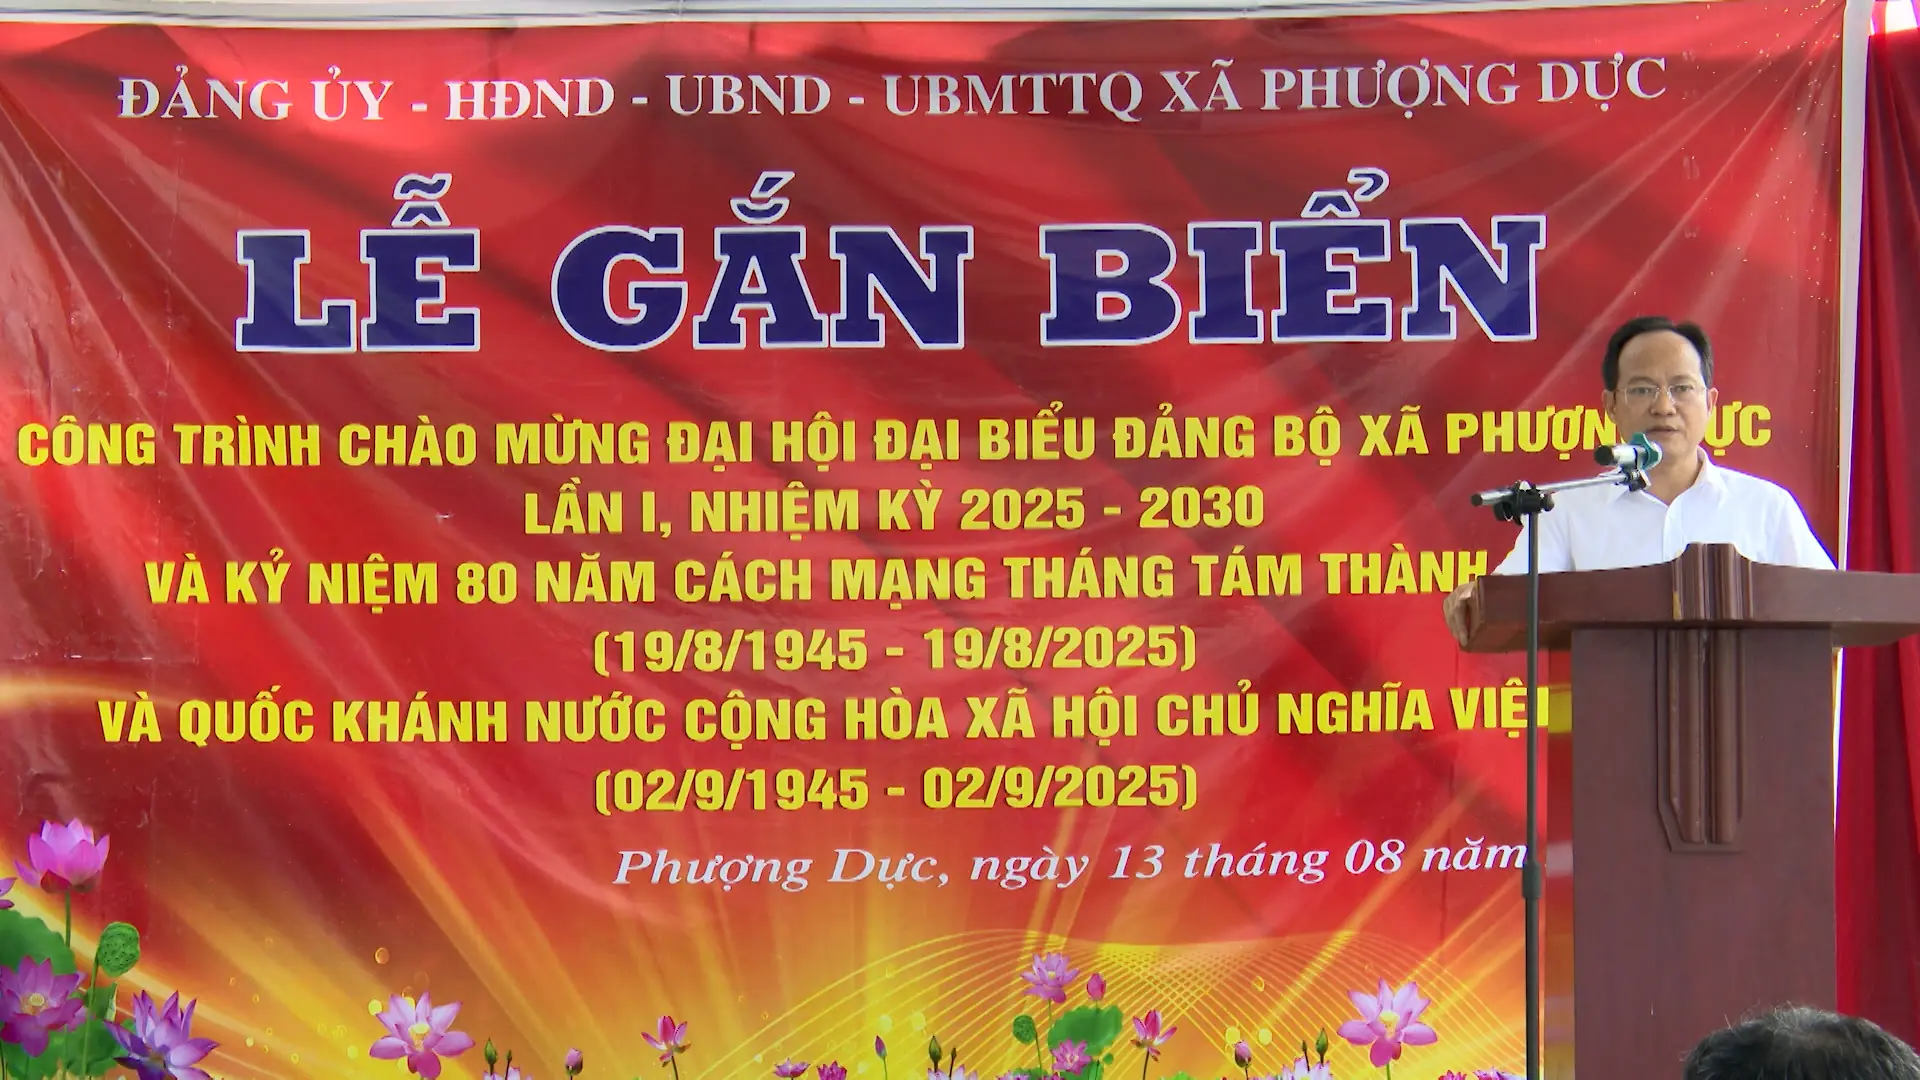 ĐẢNG ỦY - HĐND - UBND - UBMTTQ XÃ PHƯỢNG DỰC
LỄ GẮN BIỂN
CÔNG TRÌNH CHÀO MỪNG ĐẠI HỘI ĐẠI BIỂU ĐẢNG BỘ XÃ PHƯỢN ỰC
LẦN I, NHIỆM KỲ 2025 - 2030
VÀ KỶ NIỆM 80 NĂM CÁCH MẠNG THÁNG TÁM THÀNH
(19/8/1945 - 19/8/2025)
VÀ QUỐC KHÁNH NƯỚC CỘNG HÒA XÃ HỘI CHỦ NGHĨA VIỆT
(02/9/1945 - 02/9/2025)
Phượng Dực, ngày 13 tháng 08 năm